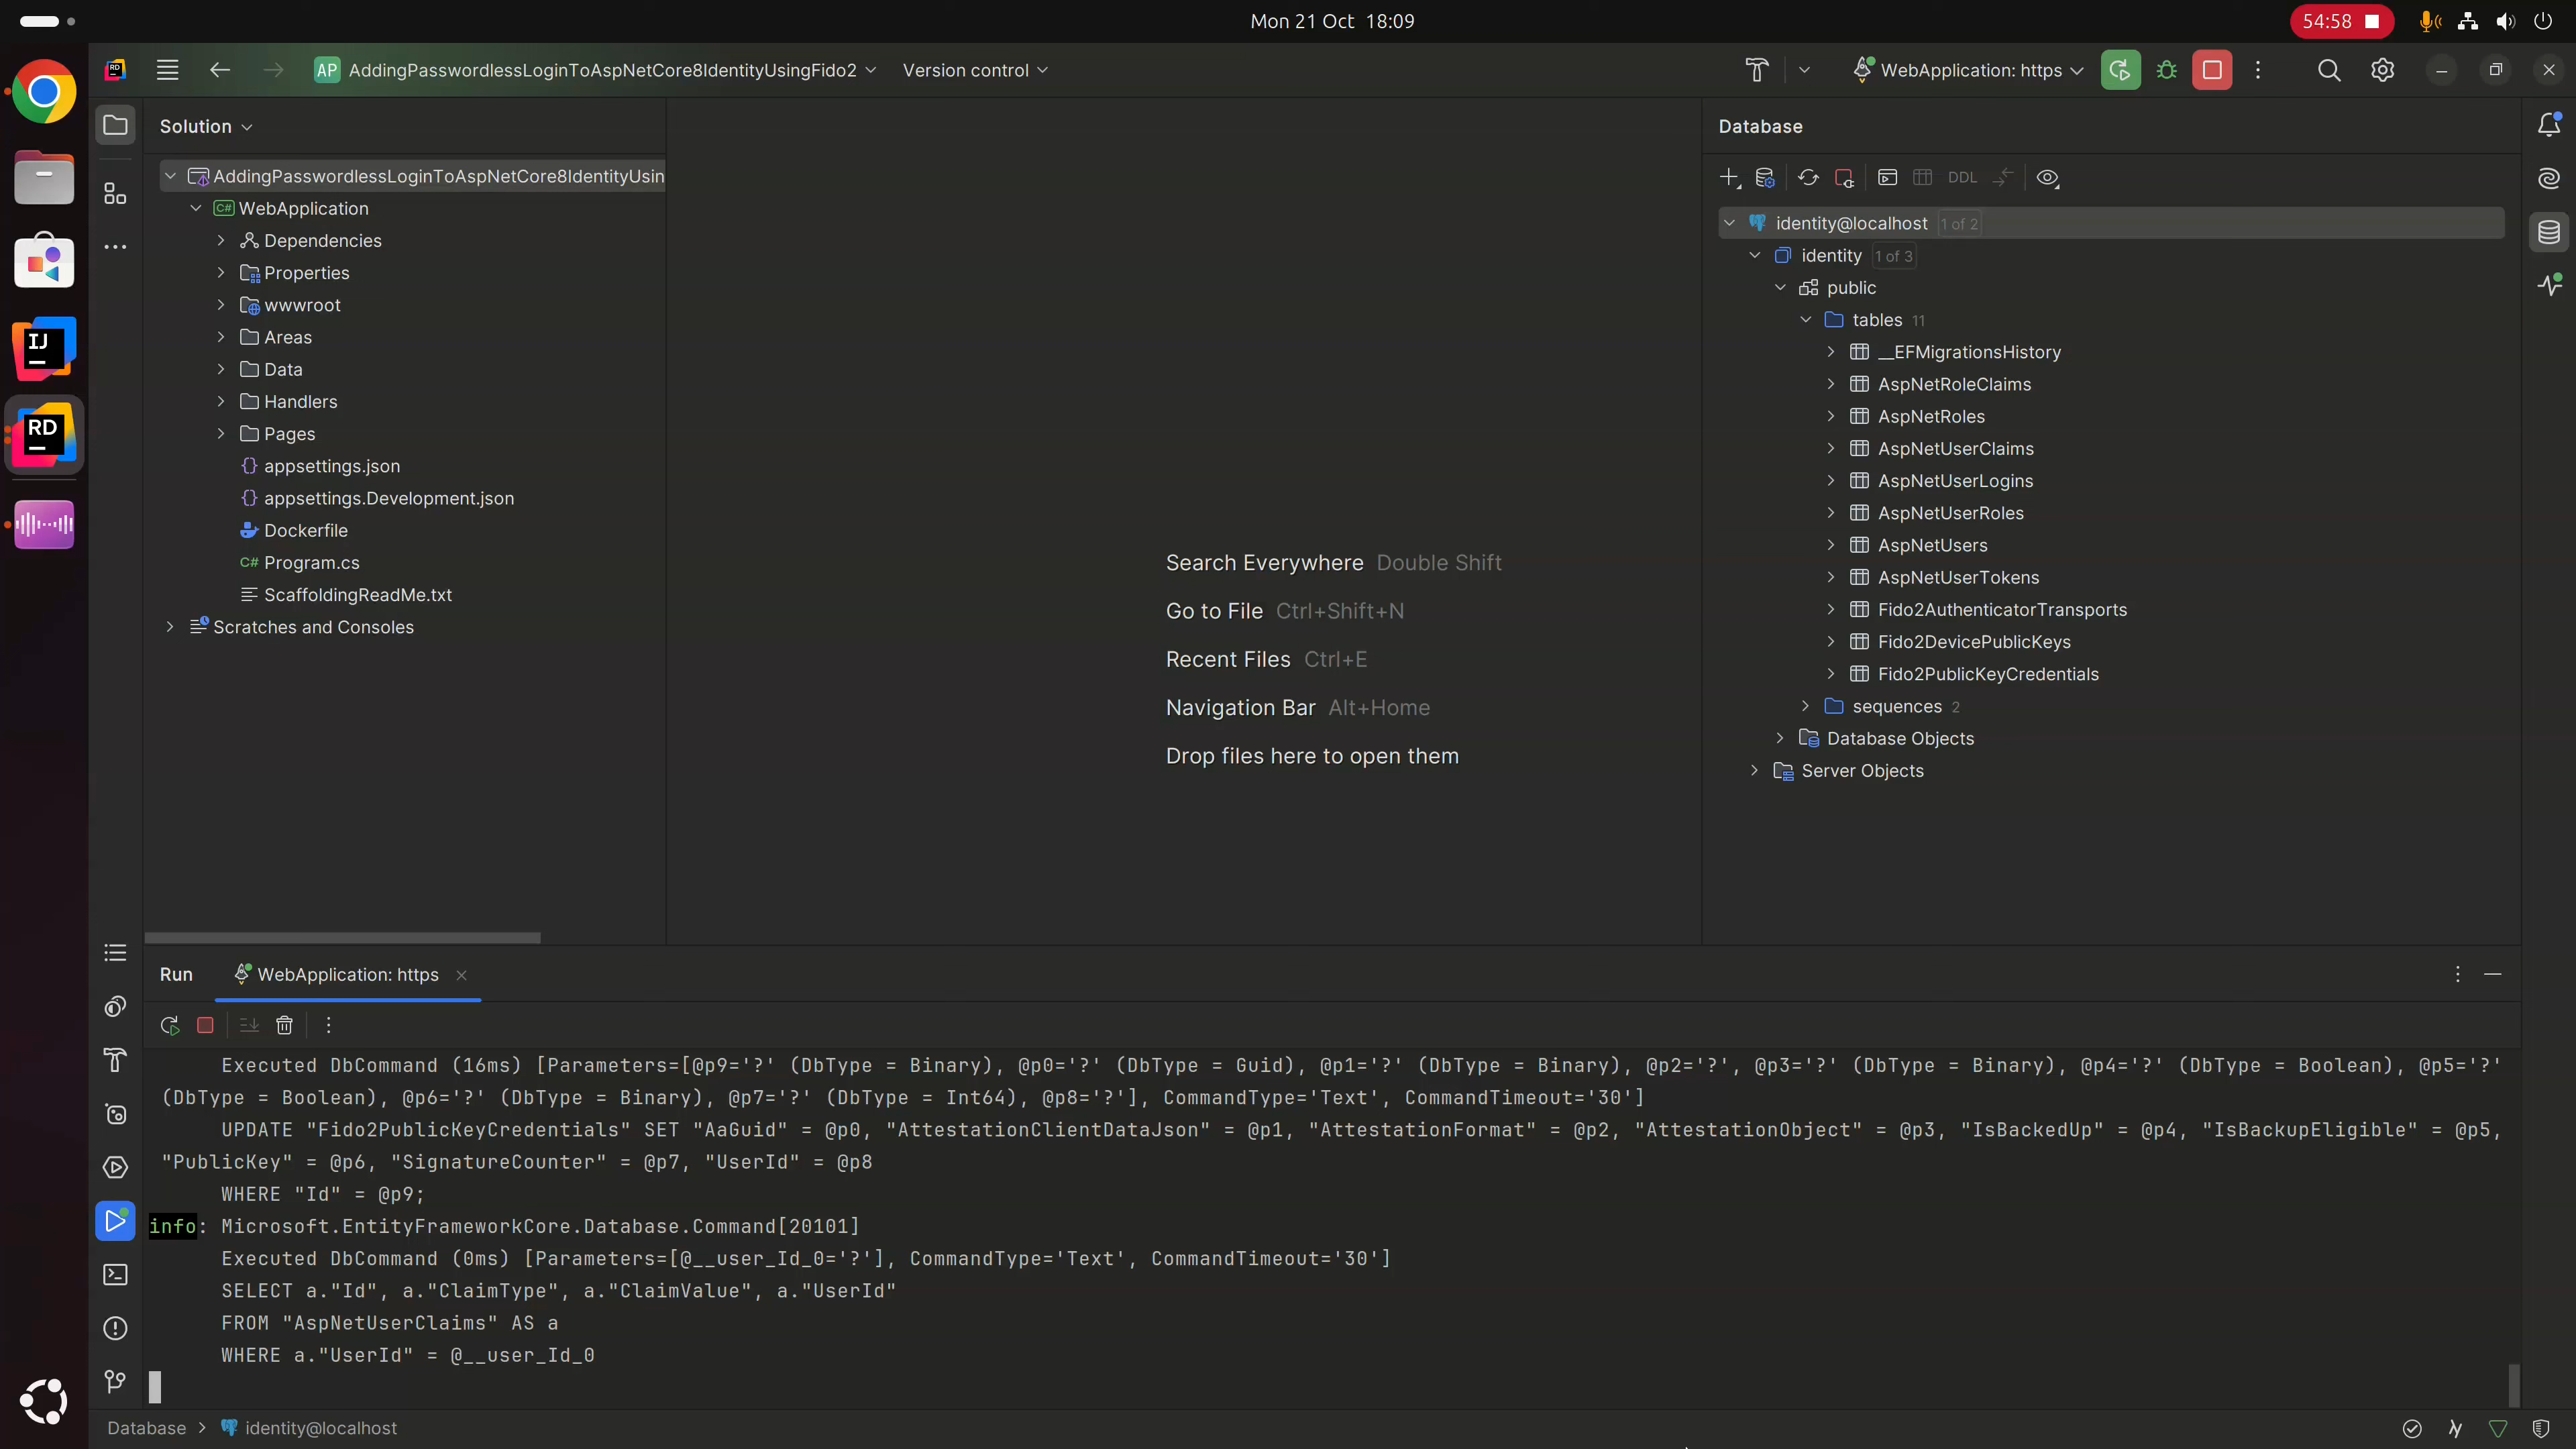 Mon 21 Oct 18:09
54:58
AP AddingPasswordlessLoginToAspNetCore8IdentityUsingFido2
Version control
WebApplication: https
Solution
AddingPasswordlessLoginToAspNetCore8IdentityUsin
WebApplication
Dependencies
Properties
wwwroot
Areas
Data
Handlers
Pages
appsettings.json
appsettings.Development.json
Dockerfile
Program.cs
ScaffoldingReadMe.txt
Scratches and Consoles
IJ
RD
Search Everywhere Double Shift
Go to File Ctrl+Shift+N
Recent Files Ctrl+E
Navigation Bar Alt+Home
Drop files here to open them
Database
DDL
identity@localhost 1 of 2
identity 1 of 3
public
tables 11
__EFMigrationsHistory
AspNetRoleClaims
AspNetRoles
AspNetUserClaims
AspNetUserLogins
AspNetUserRoles
AspNetUsers
AspNetUserTokens
Fido2AuthenticatorTransports
Fido2DevicePublicKeys
Fido2PublicKeyCredentials
sequences 2
Database Objects
Server Objects
Run WebApplication: https
Executed DbCommand (16ms) [Parameters=[@p9='?' (DbType = Binary), @p0='?' (DbType = Guid), @p1='?' (DbType = Binary), @p2='?', @p3='?' (DbType = Binary), @p4='?' (DbType = Boolean), @p5='?'
(DbType = Boolean), @p6='?' (DbType = Binary), @p7='?' (DbType = Int64), @p8='?'], CommandType='Text', CommandTimeout='30']
UPDATE "Fido2PublicKeyCredentials" SET "AaGuid" = @p0, "AttestationClientDataJson" = @p1, "AttestationFormat" = @p2, "AttestationObject" = @p3, "IsBackedUp" = @p4, "IsBackupEligible" = @p5,
"PublicKey" = @p6, "SignatureCounter" = @p7, "UserId" = @p8
WHERE "Id" = @p9;
info: Microsoft.EntityFrameworkCore.Database.Command[20101]
Executed DbCommand (0ms) [Parameters=[@__user_Id_0='?'], CommandType='Text', CommandTimeout='30']
SELECT a."Id", a."ClaimType", a."ClaimValue", a."UserId"
FROM "AspNetUserClaims" AS a
WHERE a."UserId" = @__user_Id_0
Database
identity@localhost